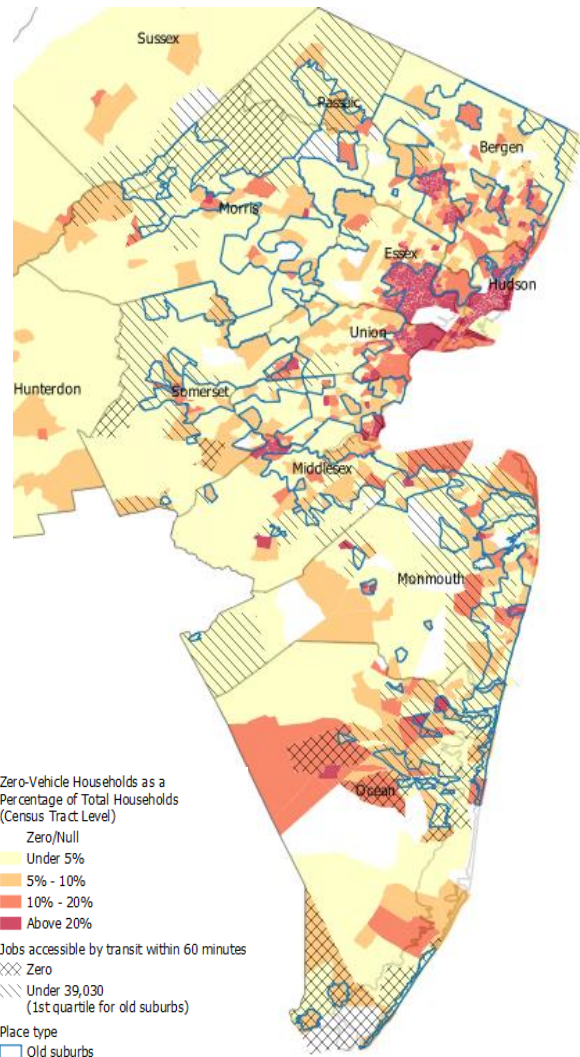 Sussex
Passaic
Bergen
Morris
Essex
Hudson
Union
Hunterdon
Somerset
Middlesex
Monmouth
Ocean
Zero-Vehicle Households as a
Percentage of Total Households
(Census Tract Level)
Zero/Null
Under 5%
5% - 10%
10% - 20%
Above 20%
Jobs accessible by transit within 60 minutes
Zero
Under 39,030
(1st quartile for old suburbs)
Place type
Old suburbs